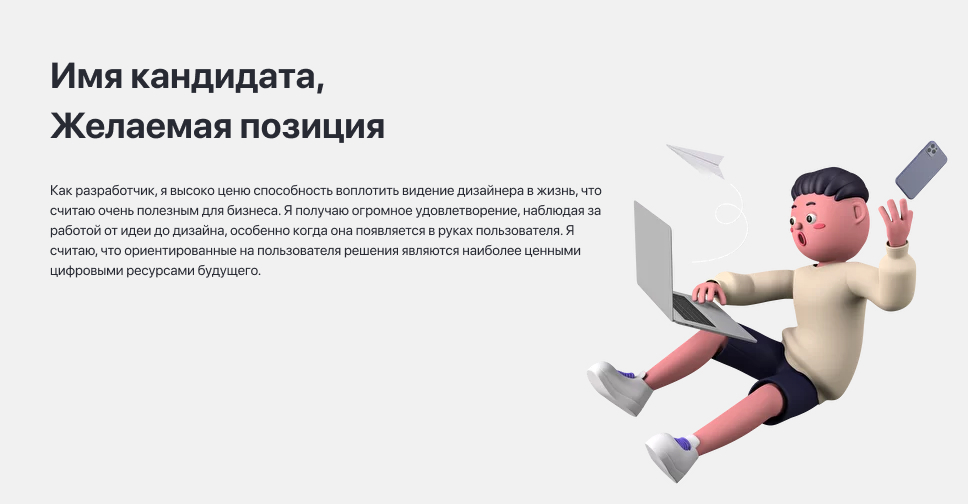 Имя кандидата,
Желаемая позиция
Как разработчик, я высоко ценю способность воплотить видение дизайнера в жизнь, что
считаю очень полезным для бизнеса. Я получаю огромное удовлетворение, наблюдая за
работой от идеи до дизайна, особенно когда она появляется в руках пользователя. Я
считаю, что ориентированные на пользователя решения являются наиболее ценными
цифровыми ресурсами будущего.